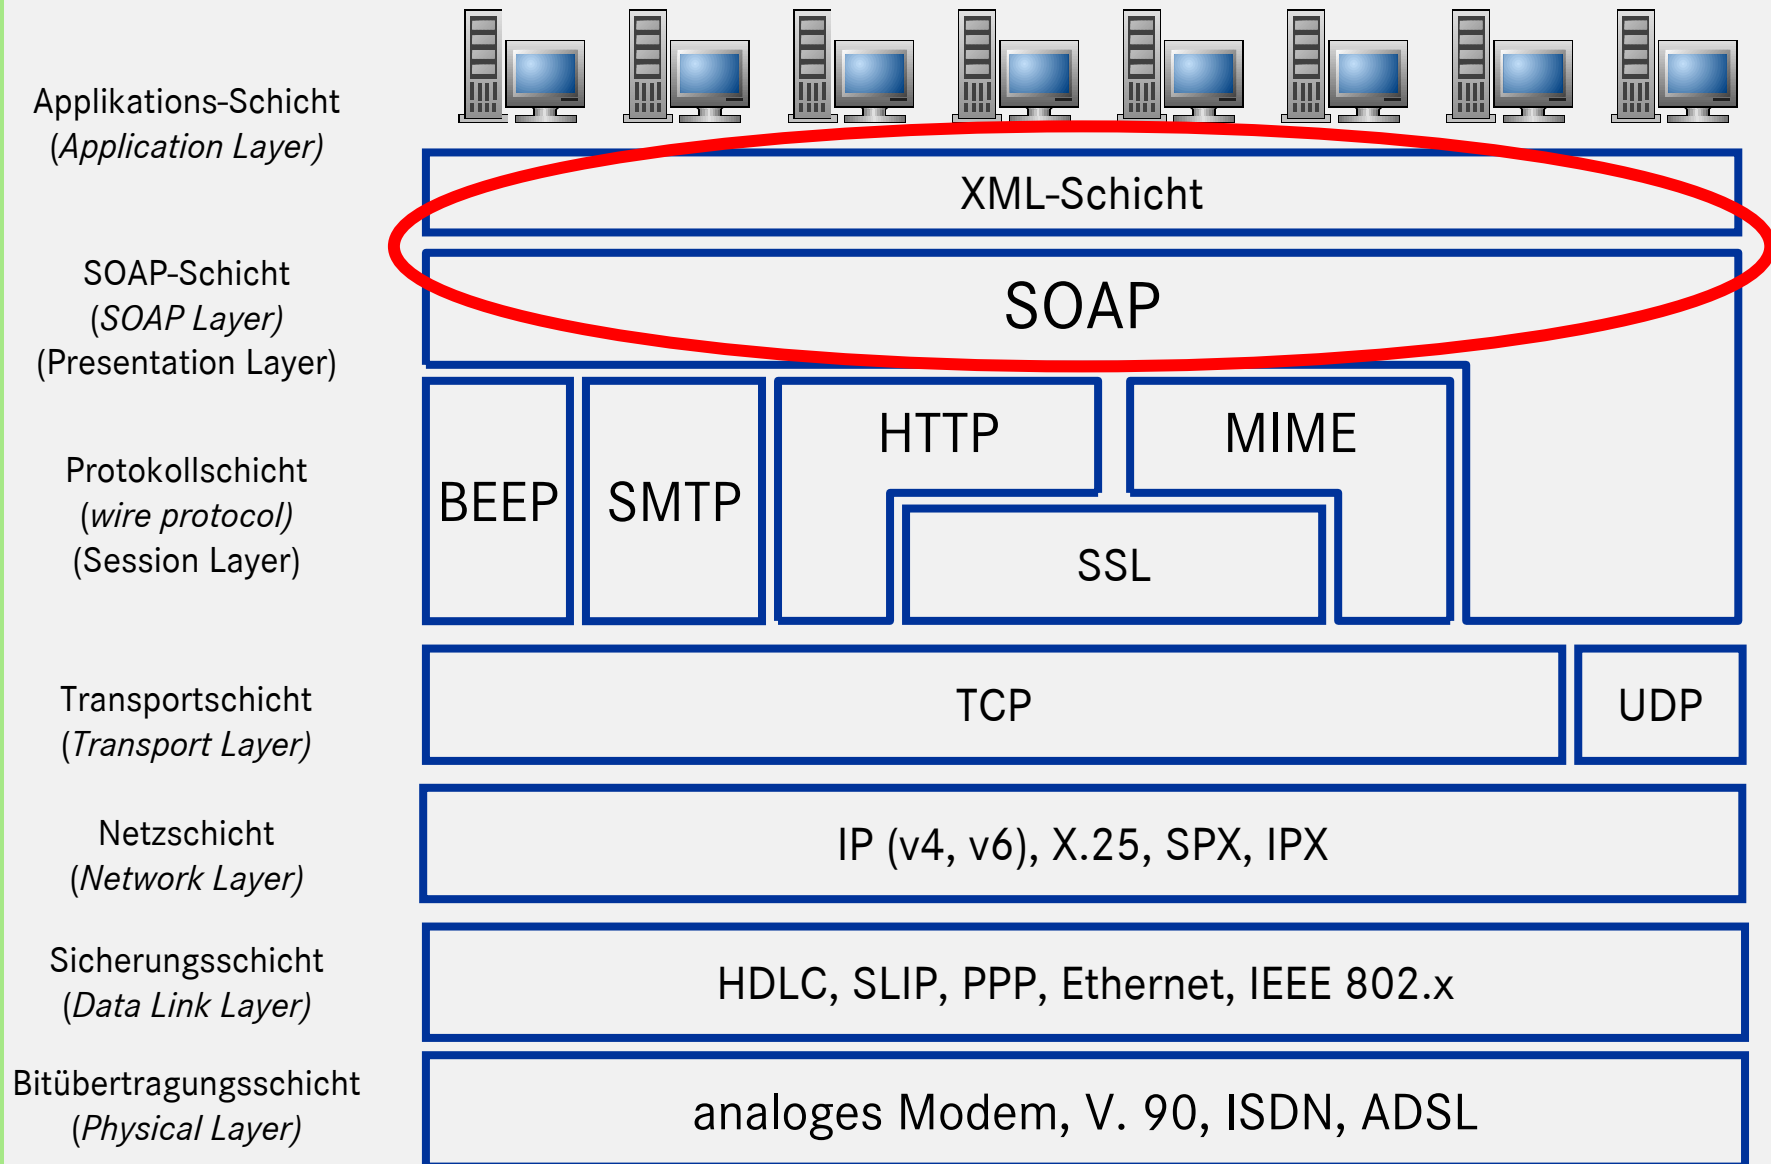 Applikations-Schicht
(Application Layer)
XML-Schicht
SOAP-Schicht
(SOAP Layer)
(Presentation Layer)
SOAP
Protokollschicht
(wire protocol)
(Session Layer)
BEEP
SMTP
HTTP
MIME
SSL
Transportschicht
(Transport Layer)
TCP
UDP
Netzschicht
(Network Layer)
IP (v4, v6), X.25, SPX, IPX
Sicherungsschicht
(Data Link Layer)
HDLC, SLIP, PPP, Ethernet, IEEE 802.x
Bitübertragungsschicht
(Physical Layer)
analoges Modem, V. 90, ISDN, ADSL